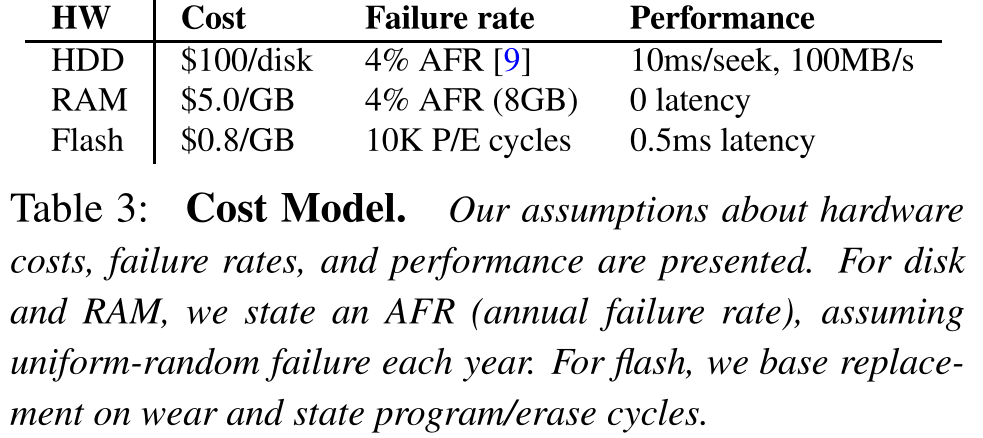 HW Cost Failure rate Performance
HDD $100/disk 4% AFR [9] 10ms/seek, 100MB/s
RAM $5.0/GB 4% AFR (8GB) 0 latency
Flash $0.8/GB 10K P/E cycles 0.5ms latency
Table 3: Cost Model. Our assumptions about hardware
costs, failure rates, and performance are presented. For disk
and RAM, we state an AFR (annual failure rate), assuming
uniform-random failure each year. For flash, we base replace-
ment on wear and state program/erase cycles.